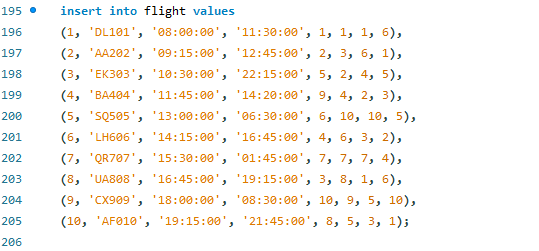 195 insert into flight values
196 (1, 'DL101', '08:00:00', '11:30:00', 1, 1, 1, 6),
197 (2, 'AA202', '09:15:00', '12:45:00', 2, 3, 6, 1),
198 (3, 'EK303', '10:30:00', '22:15:00', 5, 2, 4, 5),
199 (4, 'BA404', '11:45:00', '14:20:00', 9, 4, 2, 3),
200 (5, 'SQ505', '13:00:00', '06:30:00', 6, 10, 10, 5),
201 (6, 'LH606', '14:15:00', '16:45:00', 4, 6, 3, 2),
202 (7, 'QR707', '15:30:00', '01:45:00', 7, 7, 7, 4),
203 (8, 'UA808', '16:45:00', '19:15:00', 3, 8, 1, 6),
204 (9, 'CX909', '18:00:00', '08:30:00', 10, 9, 5, 10),
205 (10, 'AF010', '19:15:00', '21:45:00', 8, 5, 3, 1);
206